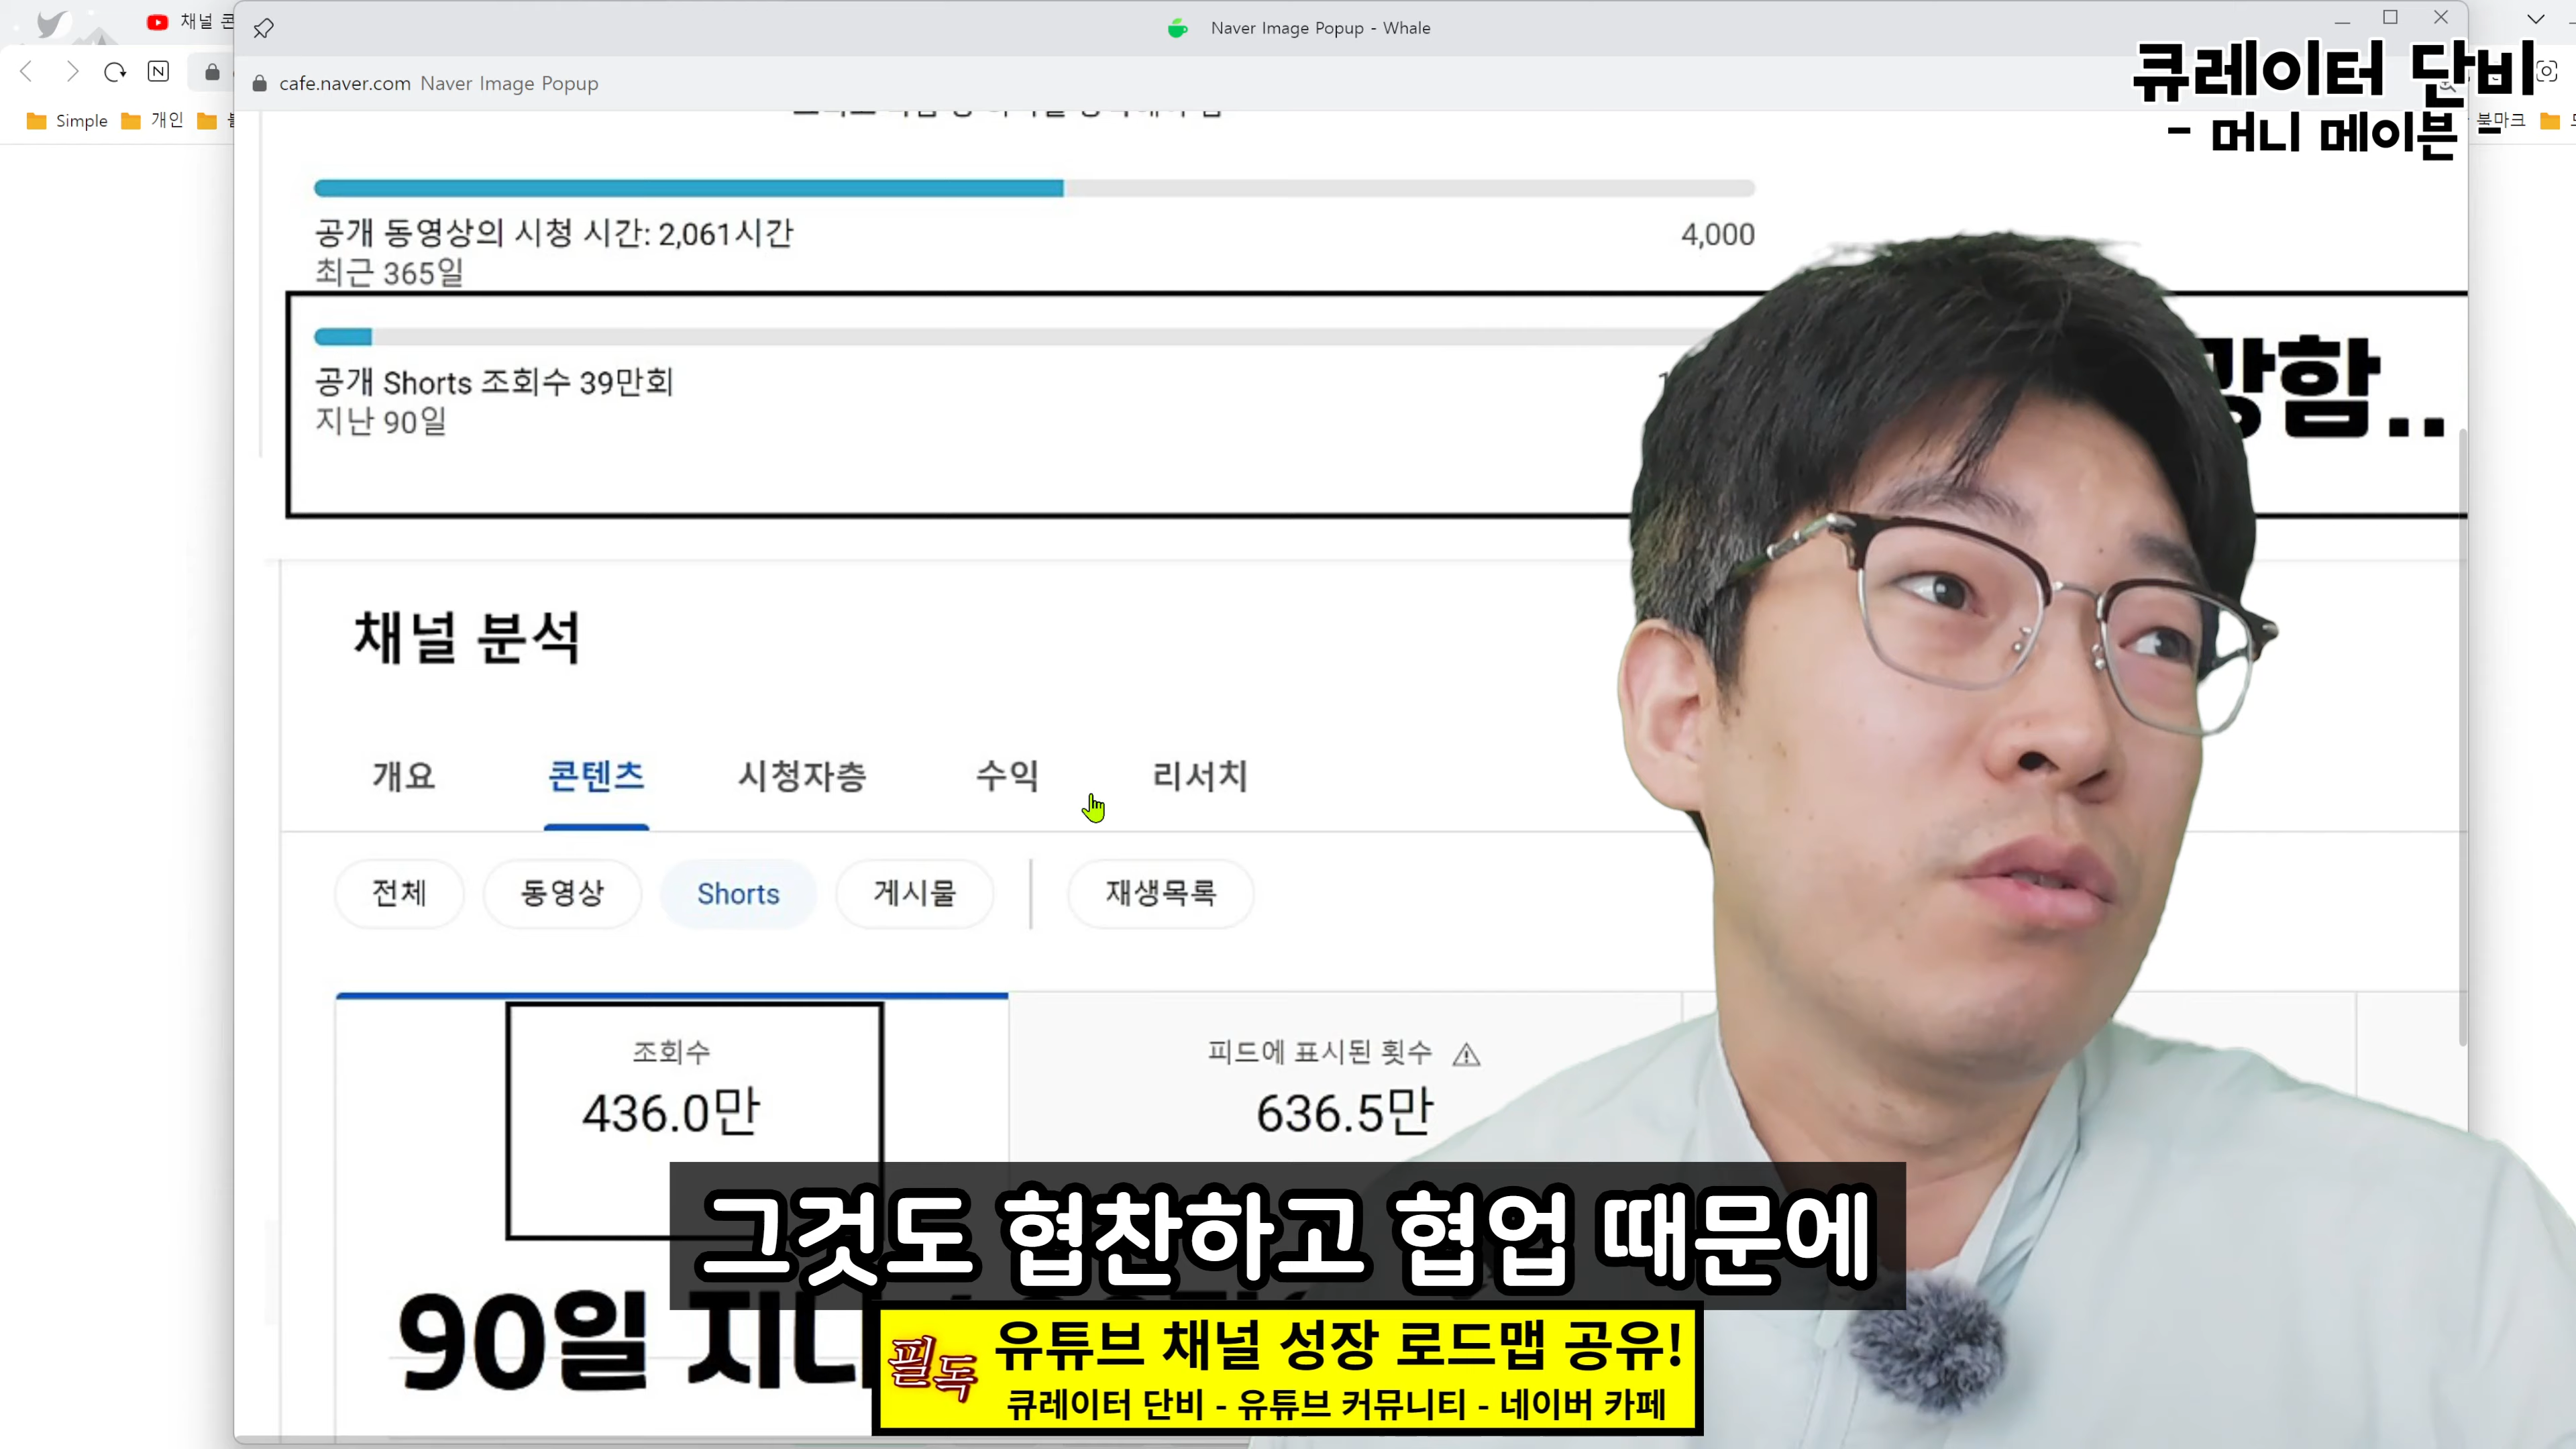 채널 콘
Naver Image Popup - Whale
cafe.naver.com Naver Image Popup
큐레이터 단비
- 머니 메이븐 -
Simple 개인
북마크
공개 동영상의 시청 시간: 2,061시간 4,000
최근 365일
공개 Shorts 조회수 39만회
지난 90일
망함..
채널 분석
개요 콘텐츠 시청자층 수익 리서치
전체 동영상 Shorts 게시물 재생목록
조회수 피드에 표시된 횟수
436.0만 636.5만
그것도 협찬하고 협업 때문에
90일 지나
필독 유튜브 채널 성장 로드맵 공유!
큐레이터 단비 - 유튜브 커뮤니티 - 네이버 카페